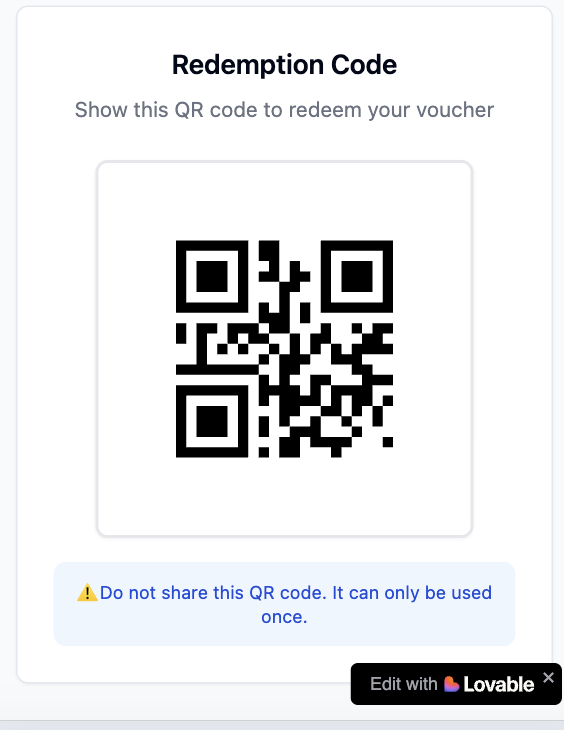 Redemption Code
Show this QR code to redeem your voucher
⚠️Do not share this QR code. It can only be used
once.
Edit with Lovable ×